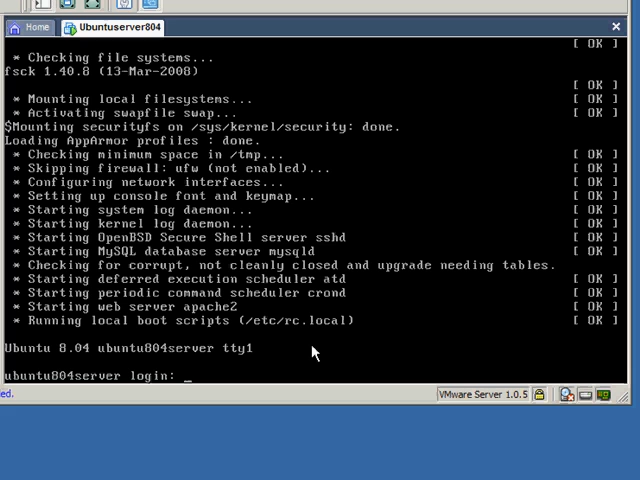 Home
Ubuntuserver804
[ OK ]
* Checking file systems...
fsck 1.40.8 (13-Mar-2008)
[ OK ]
* Mounting local filesystems... [ OK ]
* Activating swapfile swap... [ OK ]
$Mounting securityfs on /sys/kernel/security: done.
Loading AppArmor profiles : done.
* Checking minimum space in /tmp... [ OK ]
* Skipping firewall: ufw (not enabled)... [ OK ]
* Configuring network interfaces... [ OK ]
* Setting up console font and keymap... [ OK ]
* Starting system log daemon... [ OK ]
* Starting kernel log daemon... [ OK ]
* Starting OpenBSD Secure Shell server sshd [ OK ]
* Starting MySQL database server mysqld [ OK ]
* Checking for corrupt, not cleanly closed and upgrade needing tables.
* Starting deferred execution scheduler atd [ OK ]
* Starting periodic command scheduler crond [ OK ]
* Starting web server apache2 [ OK ]
* Running local boot scripts (/etc/rc.local) [ OK ]
Ubuntu 8.04 ubuntu804server tty1
ubuntu804server login: _
ed.
VMware Server 1.0.5